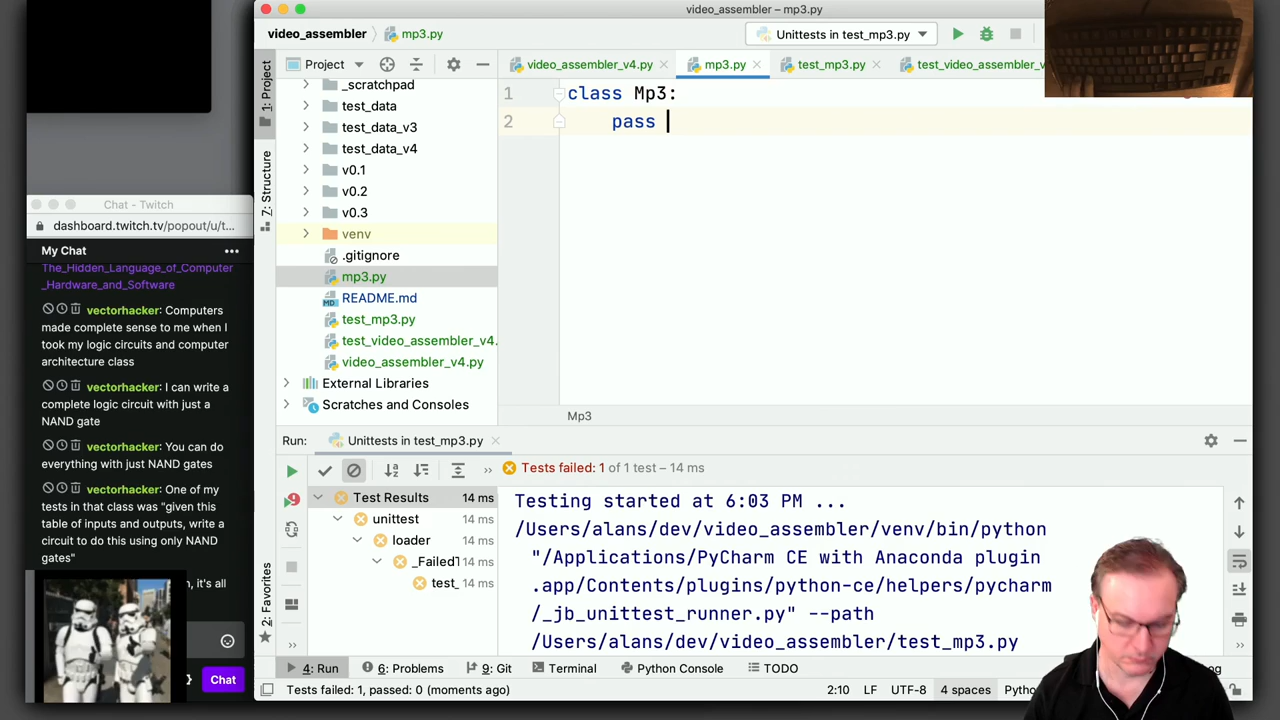 video_assembler – mp3.py
video_assembler
mp3.py
Unittests in test_mp3.py
1: Project
7: Structure
2: Favorites
Project
video_assembler_v4.py
mp3.py
test_mp3.py
test_video_assembler_v
_scratchpad
test_data
test_data_v3
test_data_v4
v0.1
v0.2
v0.3
venv
.gitignore
mp3.py
README.md
test_mp3.py
test_video_assembler_v4.
video_assembler_v4.py
External Libraries
Scratches and Consoles
1 class Mp3:
2 pass
Mp3
Chat - Twitch
dashboard.twitch.tv/popout/u/t...
My Chat
The_Hidden_Language_of_Computer
_Hardware_and_Software
vectorhacker: Computers
made complete sense to me when I
took my logic circuits and computer
architecture class
vectorhacker: I can write a
complete logic circuit with just a
NAND gate
vectorhacker: You can do
everything with just NAND gates
vectorhacker: One of my
tests in that class was "given this
table of inputs and outputs, write a
circuit to do this using only NAND
gates"
it's all
Chat
Run:
Unittests in test_mp3.py
Tests failed: 1 of 1 test – 14 ms
Test Results 14 ms
unittest 14 ms
loader 14 ms
_FailedT 14 ms
test_ 14 ms
Testing started at 6:03 PM ...
/Users/alans/dev/video_assembler/venv/bin/python
"/Applications/PyCharm CE with Anaconda plugin
.app/Contents/plugins/python-ce/helpers/pycharm
/_jb_unittest_runner.py" --path
/Users/alans/dev/video_assembler/test_mp3.py
4: Run
6: Problems
9: Git
Terminal
Python Console
TODO
Tests failed: 1, passed: 0 (moments ago)
2:10
LF
UTF-8
4 spaces